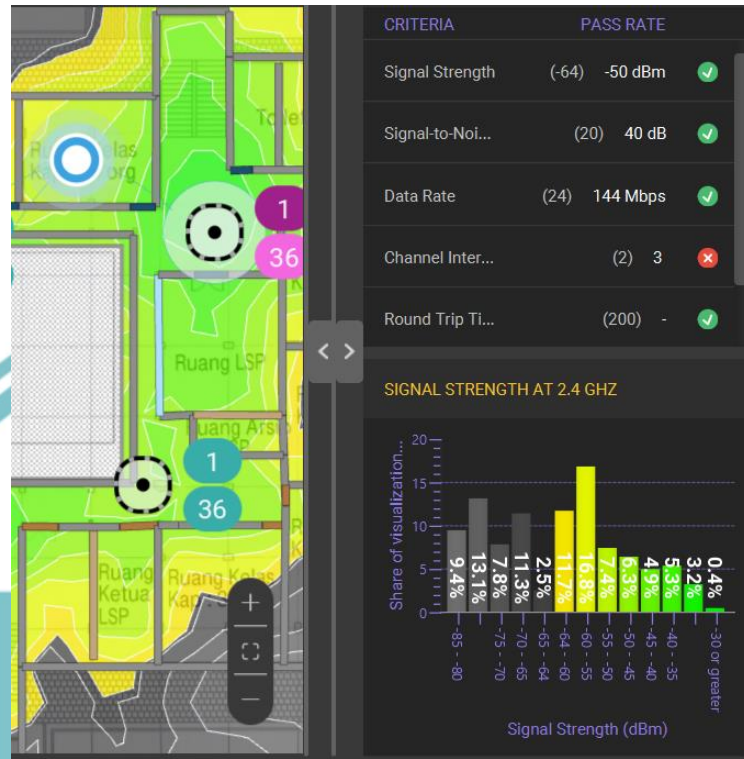 Toilet
Ruang Kelas
1
36
Ruang LSP
Ruang Arsip
1
36
Ruang
Ketua
LSP
Ruang Kelas
+
−
< >
CRITERIA PASS RATE
Signal Strength (-64) -50 dBm
Signal-to-Noi... (20) 40 dB
Data Rate (24) 144 Mbps
Channel Inter... (2) 3
Round Trip Ti... (200) -
SIGNAL STRENGTH AT 2.4 GHZ
Share of visualization...
20
15
10
5
0
9.4%
13.1%
7.8%
11.3%
2.5%
11.7%
16.8%
7.4%
6.3%
4.9%
5.3%
3.2%
0.4%
-85 - -80
-75 - -70
-70 - -65
-65 - -64
-64 - -60
-60 - -55
-55 - -50
-50 - -45
-45 - -40
-40 - -35
-30 or greater
Signal Strength (dBm)